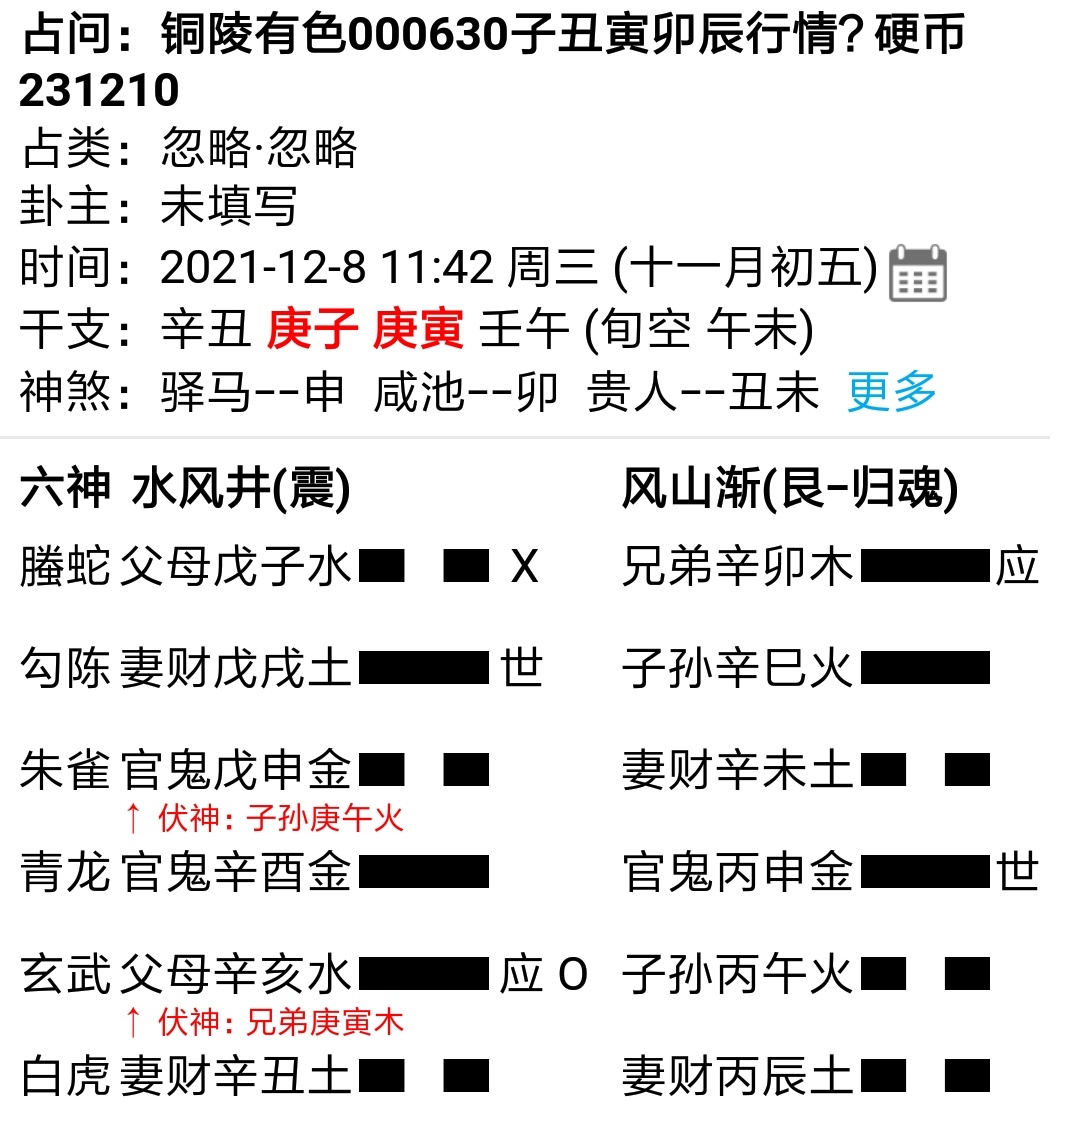 占问：铜陵有色000630子丑寅卯辰行情？硬币
231210
占类：忽略·忽略
卦主：未填写
时间：2021-12-8 11:42 周三 (十一月初五)
干支：辛丑 庚子 庚寅 壬午 (旬空 午未)
神煞：驿马--申 咸池--卯 贵人--丑未 更多
六神 水风井(震) 风山渐(艮-归魂)
螣蛇 父母戊子水 X 兄弟辛卯木 应
勾陈 妻财戊戌土 世 子孙辛巳火
朱雀 官鬼戊申金 妻财辛未土
↑ 伏神：子孙庚午火
青龙 官鬼辛酉金 官鬼丙申金 世
玄武 父母辛亥水 应 O 子孙丙午火
↑ 伏神：兄弟庚寅木
白虎 妻财辛丑土 妻财丙辰土